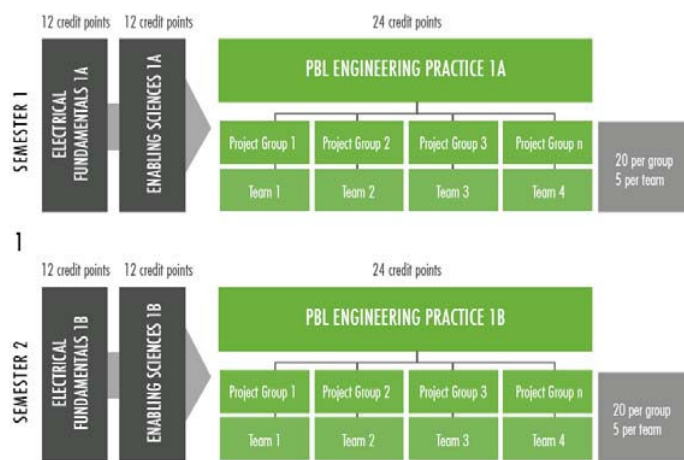 12 credit points
12 credit points
24 credit points
SEMESTER 1
ELECTRICAL
FUNDAMENTALS 1A
ENABLING SCIENCES 1A
PBL ENGINEERING PRACTICE 1A
Project Group 1
Project Group 2
Project Group 3
Project Group n
Team 1
Team 2
Team 3
Team 4
20 per group
5 per team
1
12 credit points
12 credit points
24 credit points
SEMESTER 2
ELECTRICAL
FUNDAMENTALS 1B
ENABLING SCIENCES 1B
PBL ENGINEERING PRACTICE 1B
Project Group 1
Project Group 2
Project Group 3
Project Group n
Team 1
Team 2
Team 3
Team 4
20 per group
5 per team